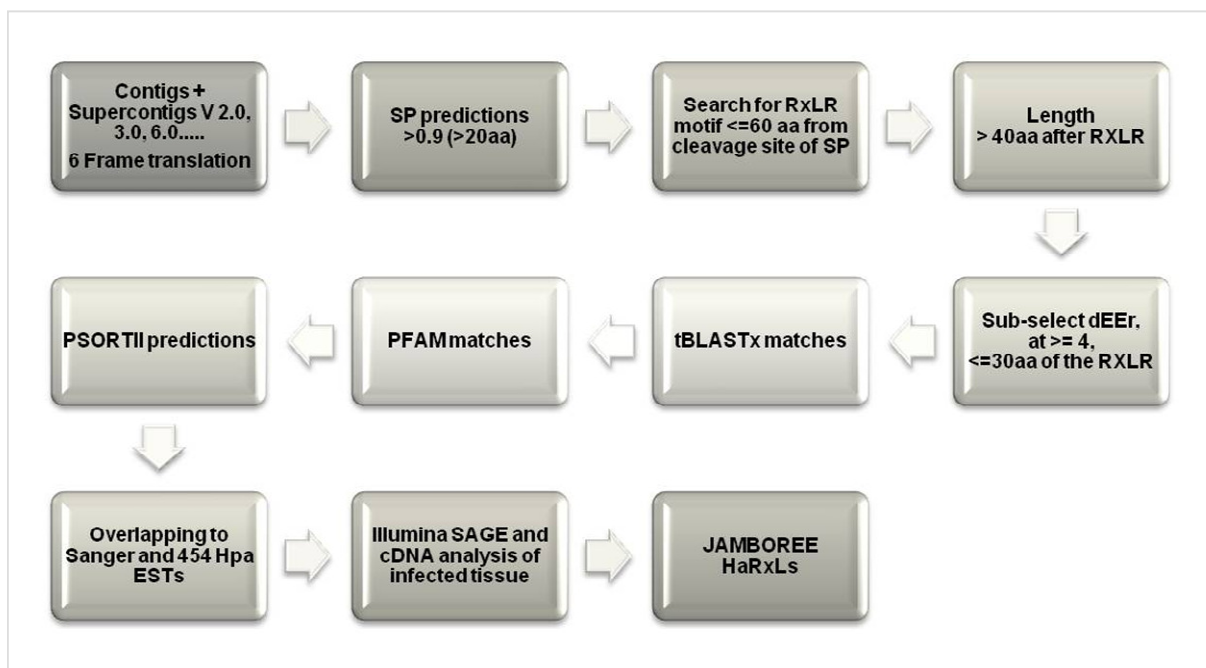 Contigs +
Supercontigs V 2.0,
3.0, 6.0.....
6 Frame translation
SP predictions
>0.9 (>20aa)
Search for RxLR
motif <=60 aa from
cleavage site of SP
Length
> 40aa after RXLR
Sub-select dEEr,
at >= 4,
<=30aa of the RXLR
tBLASTx matches
PFAM matches
PSORTII predictions
Overlapping to
Sanger and 454 Hpa
ESTs
Illumina SAGE and
cDNA analysis of
infected tissue
JAMBOREE
HaRxLs